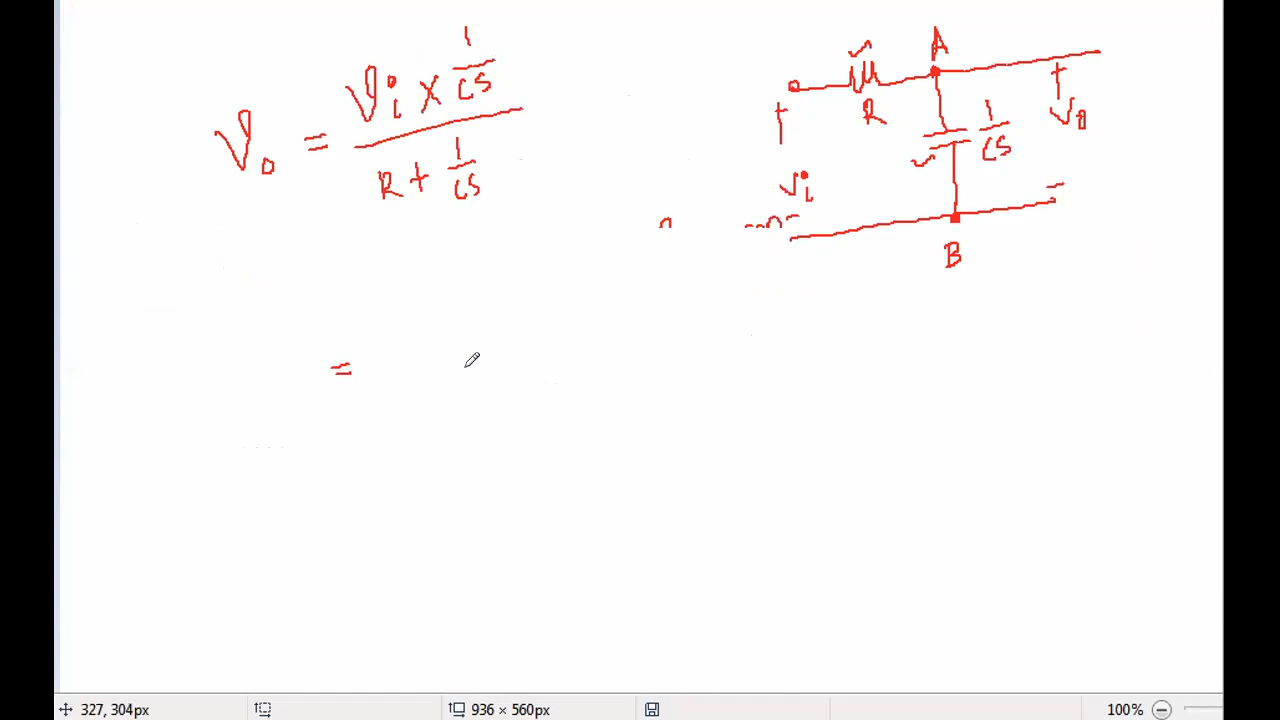 V₀ = Vi × 1/CS / R + 1/CS
=
A
R
1/CS
V₀
Vi
B
327, 304px
936 × 560px
100%